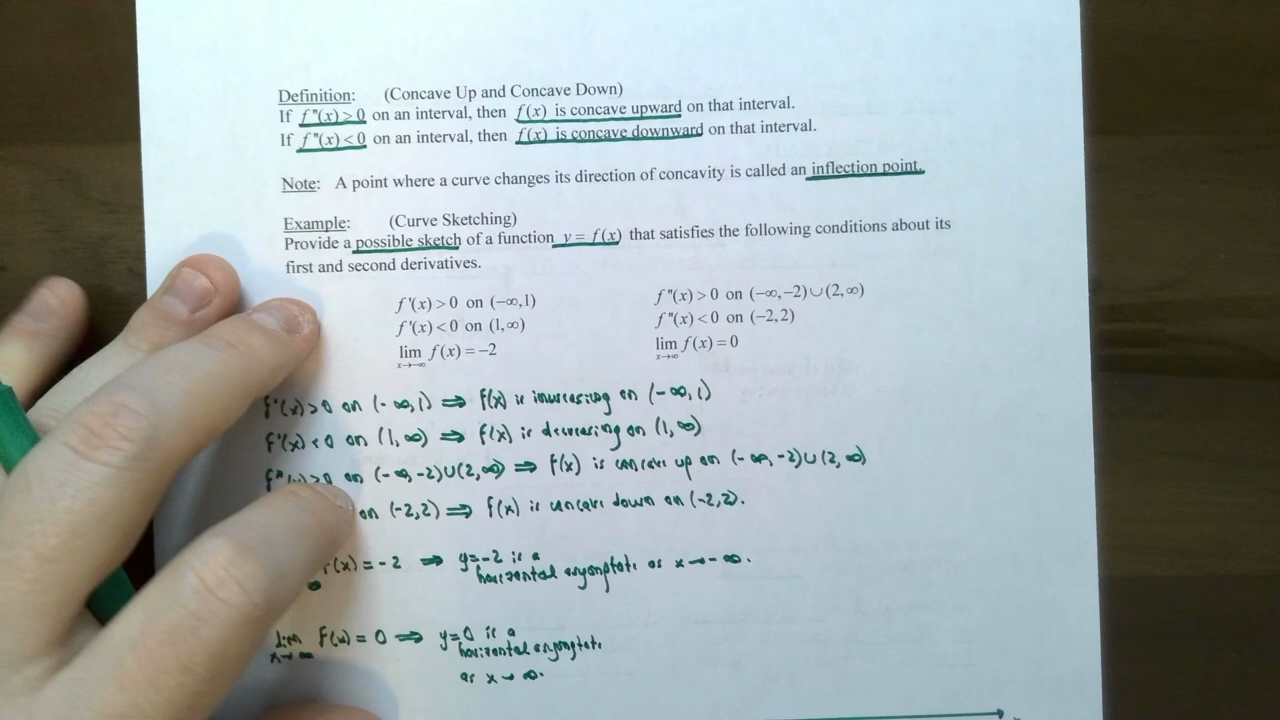 Definition: (Concave Up and Concave Down)
If f "(x) > 0 on an interval, then f(x) is concave upward on that interval.
If f "(x) < 0 on an interval, then f(x) is concave downward on that interval.
Note: A point where a curve changes its direction of concavity is called an inflection point.
Example: (Curve Sketching)
Provide a possible sketch of a function y = f(x) that satisfies the following conditions about its
first and second derivatives.
f '(x) > 0 on (-∞,1) f "(x) > 0 on (-∞,-2)∪(2,∞)
f '(x) < 0 on (1,∞) f "(x) < 0 on (-2,2)
lim f(x) = -2 lim f(x) = 0
x→-∞ x→∞
f'(x)>0 on (-∞,1) ⇒ f(x) is increasing on (-∞,1)
f'(x)<0 on (1,∞) ⇒ f(x) is decreasing on (1,∞)
f"(x)>0 on (-∞,-2)∪(2,∞) ⇒ f(x) is concave up on (-∞,-2)∪(2,∞)
on (-2,2) ⇒ f(x) is concave down on (-2,2).
f(x) = -2 ⇒ y=-2 is a
∞ horizontal asymptote as x→-∞.
lim f(x) = 0 ⇒ y=0 is a
x→∞ horizontal asymptote
as x→∞.